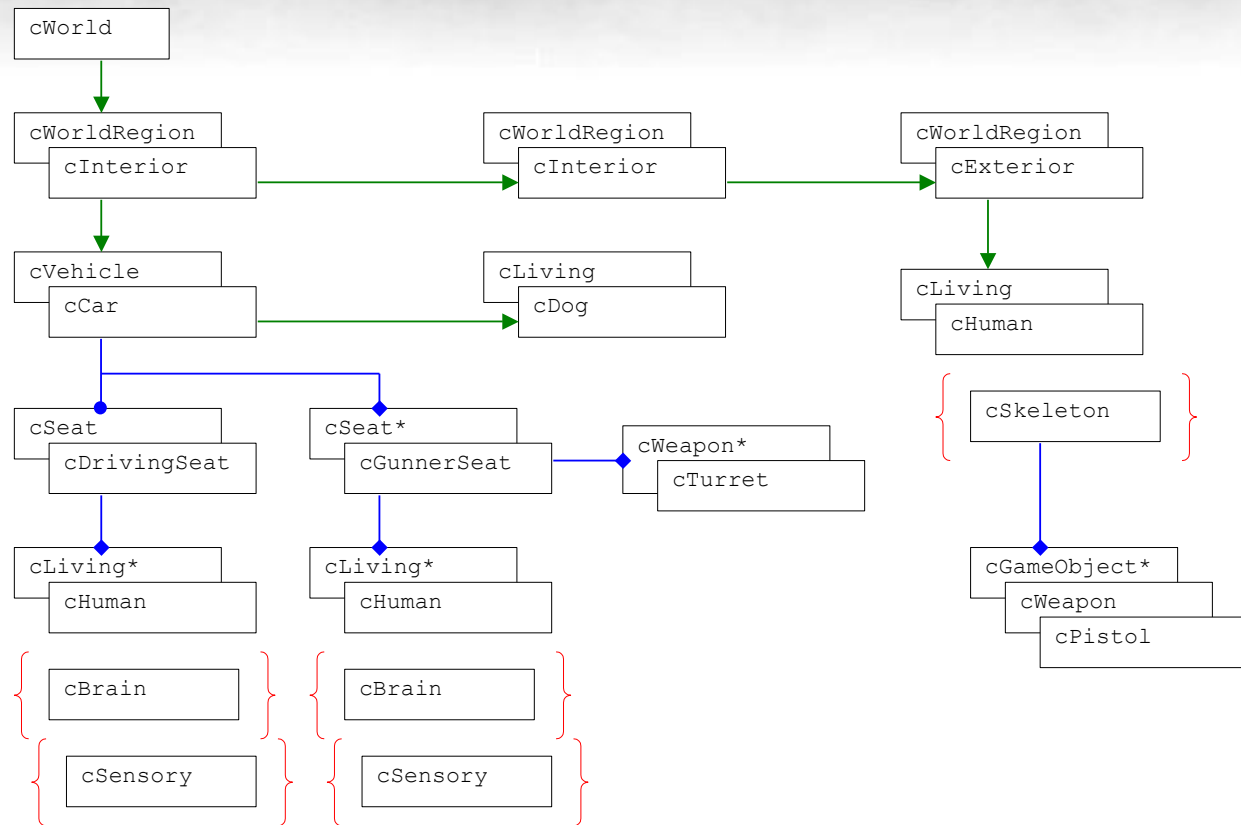 cWorld
cWorldRegion
cInterior
cWorldRegion
cInterior
cWorldRegion
cExterior
cVehicle
cCar
cLiving
cDog
cLiving
cHuman
cSkeleton
cSeat
cDrivingSeat
cSeat*
cGunnerSeat
cWeapon*
cTurret
cLiving*
cHuman
cLiving*
cHuman
cGameObject*
cWeapon
cPistol
cBrain
cBrain
cSensory
cSensory